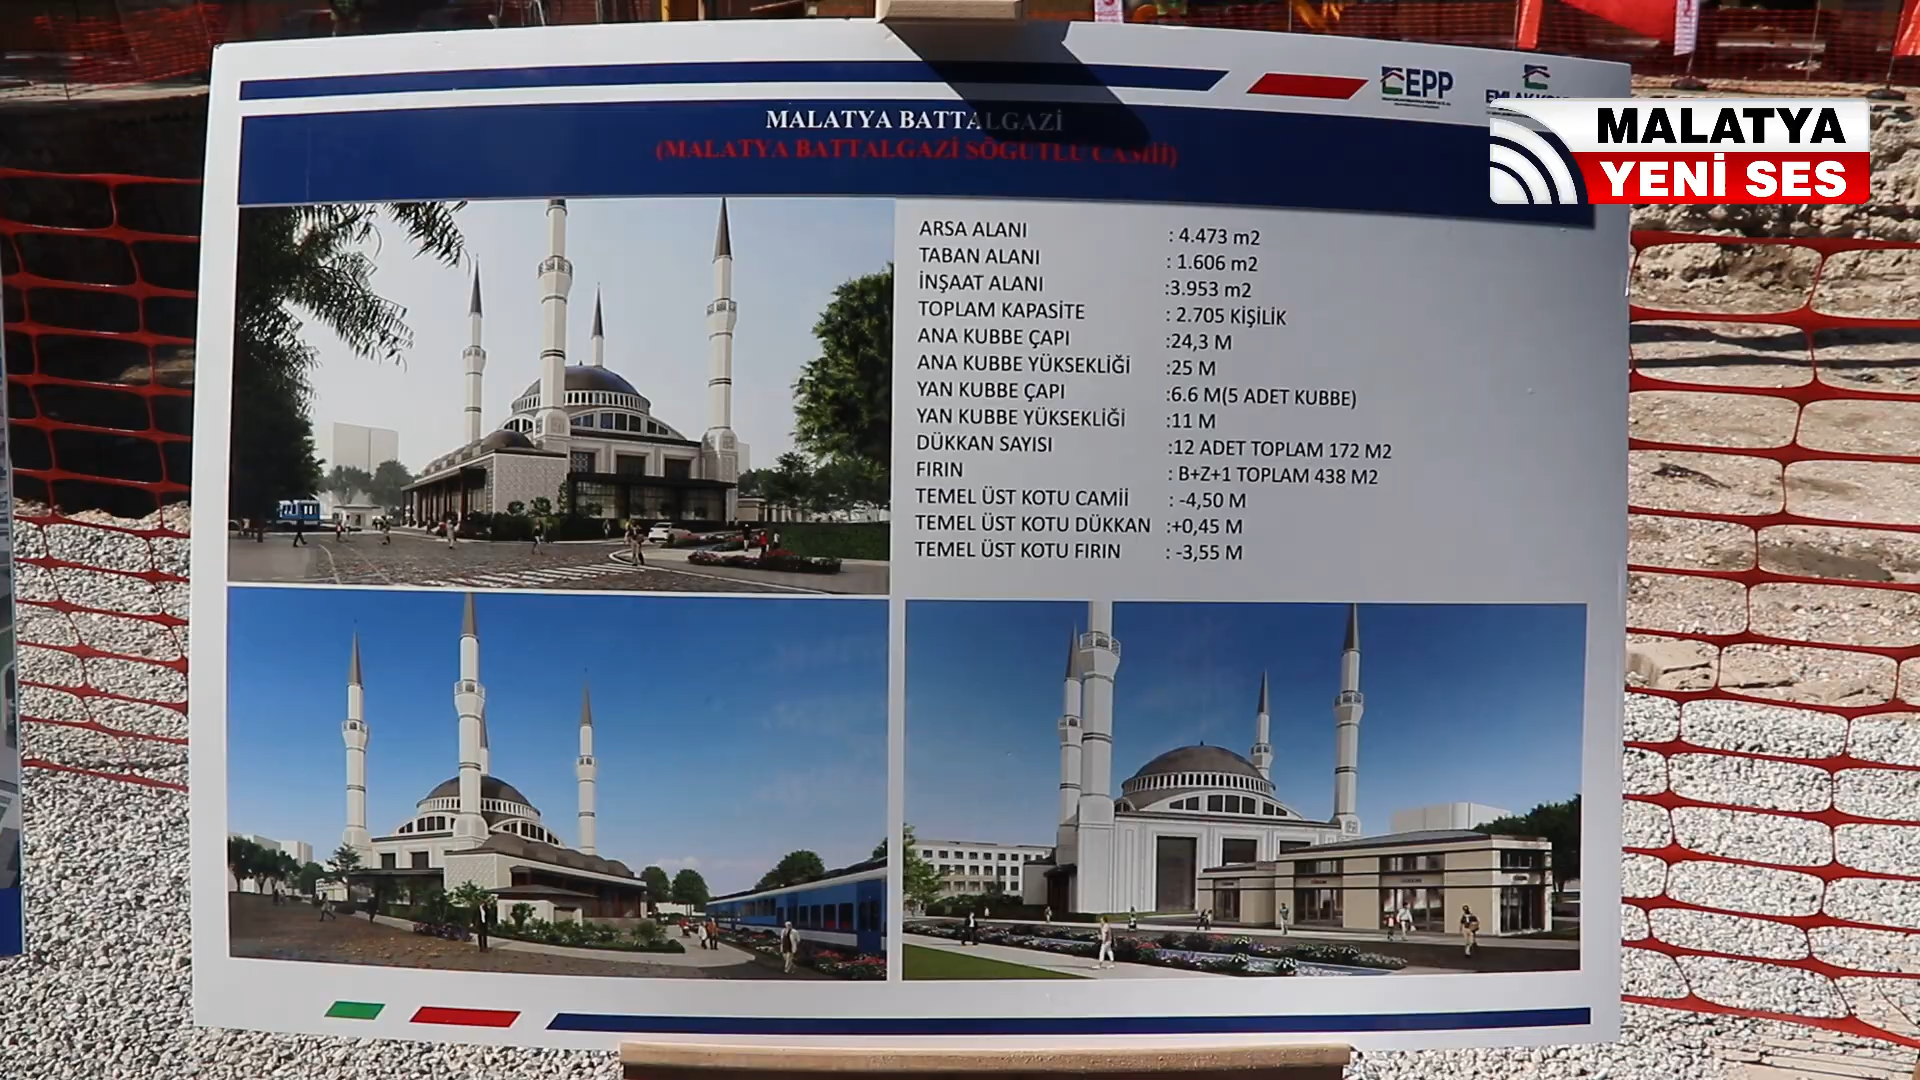 EPP
MALATYA
YENİ SES
MALATYA BATTALGAZİ
(MALATYA BATTALGAZİ SÖGÜTLÜ CAMİİ)
ARSA ALANI : 4.473 m2
TABAN ALANI : 1.606 m2
İNŞAAT ALANI :3.953 m2
TOPLAM KAPASİTE : 2.705 KİŞİLİK
ANA KUBBE ÇAPI :24,3 M
ANA KUBBE YÜKSEKLİĞİ :25 M
YAN KUBBE ÇAPI :6.6 M(5 ADET KUBBE)
YAN KUBBE YÜKSEKLİĞİ :11 M
DÜKKAN SAYISI :12 ADET TOPLAM 172 M2
FIRIN : B+Z+1 TOPLAM 438 M2
TEMEL ÜST KOTU CAMİİ : -4,50 M
TEMEL ÜST KOTU DÜKKAN :+0,45 M
TEMEL ÜST KOTU FIRIN : -3,55 M